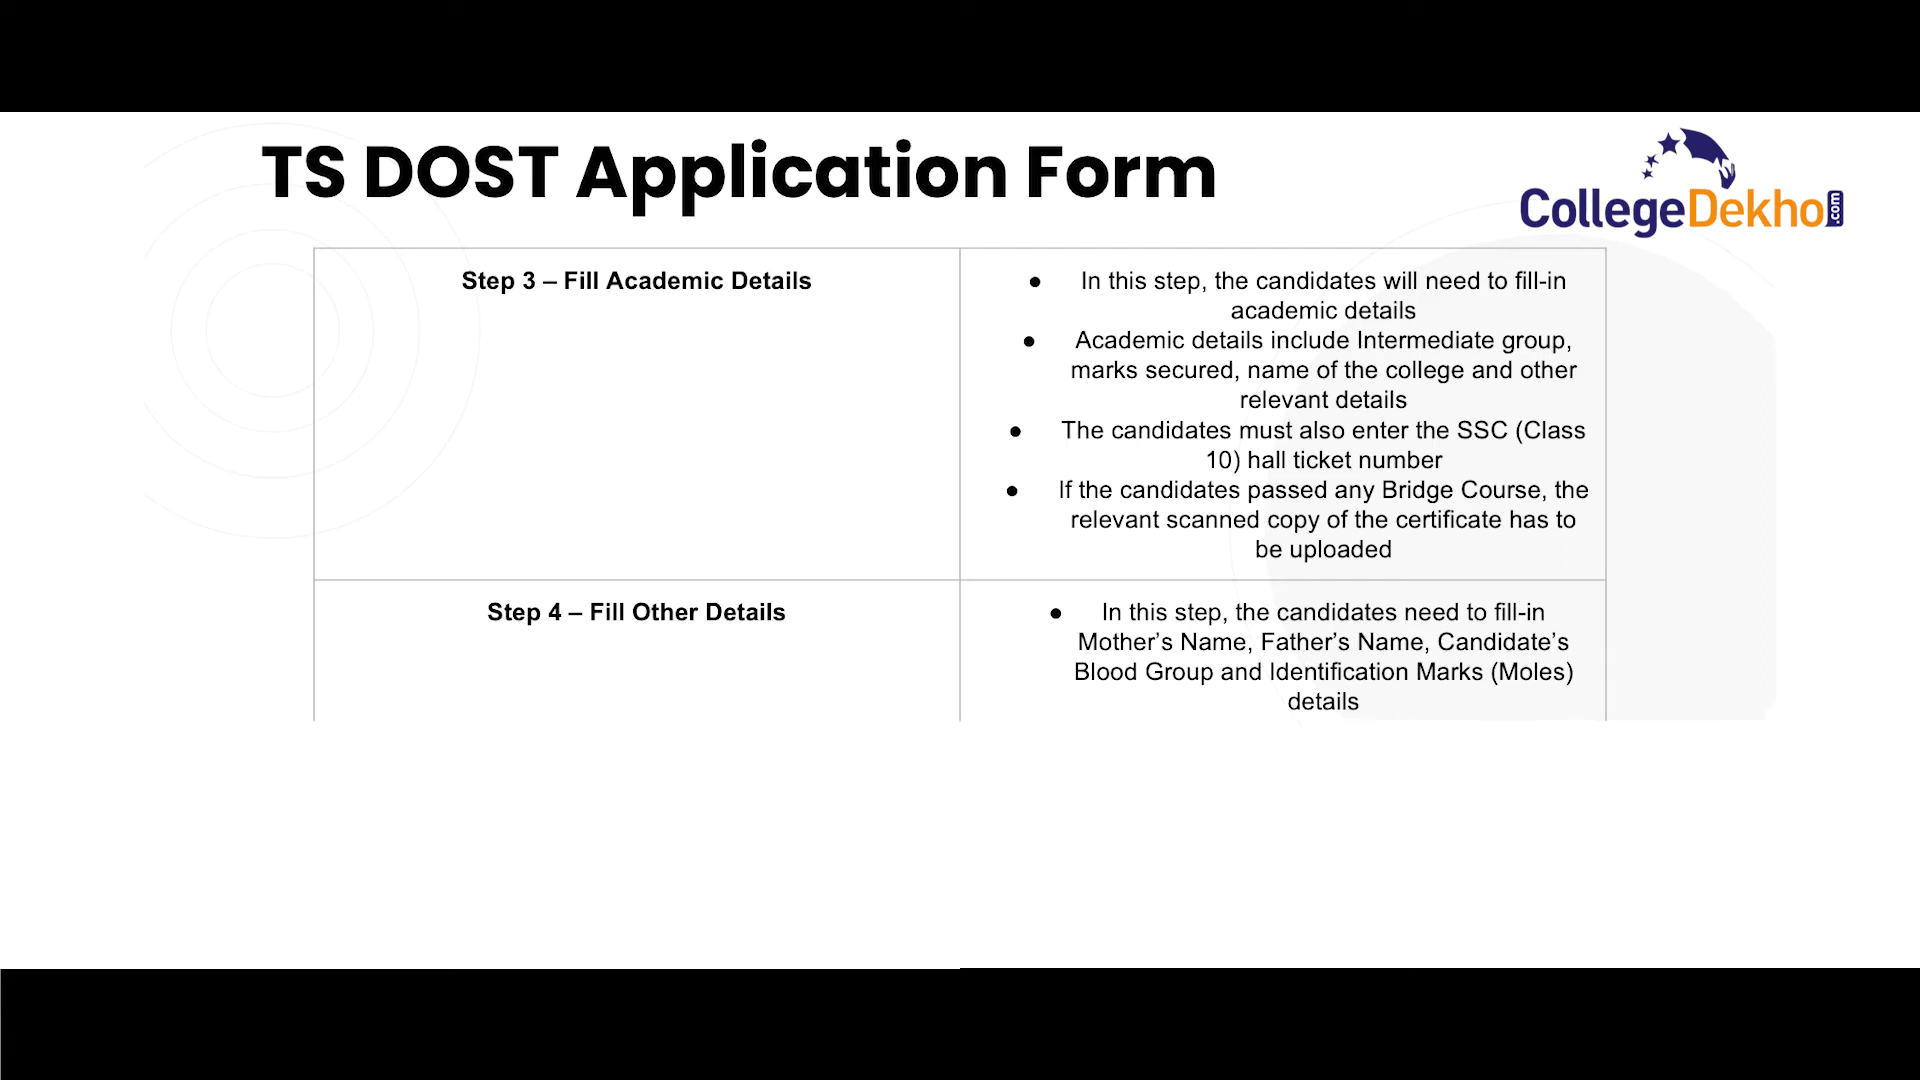 TS DOST Application Form
CollegeDekho.com
Step 3 – Fill Academic Details
● In this step, the candidates will need to fill-in
academic details
● Academic details include Intermediate group,
marks secured, name of the college and other
relevant details
● The candidates must also enter the SSC (Class
10) hall ticket number
● If the candidates passed any Bridge Course, the
relevant scanned copy of the certificate has to
be uploaded
Step 4 – Fill Other Details
● In this step, the candidates need to fill-in
Mother’s Name, Father’s Name, Candidate’s
Blood Group and Identification Marks (Moles)
details